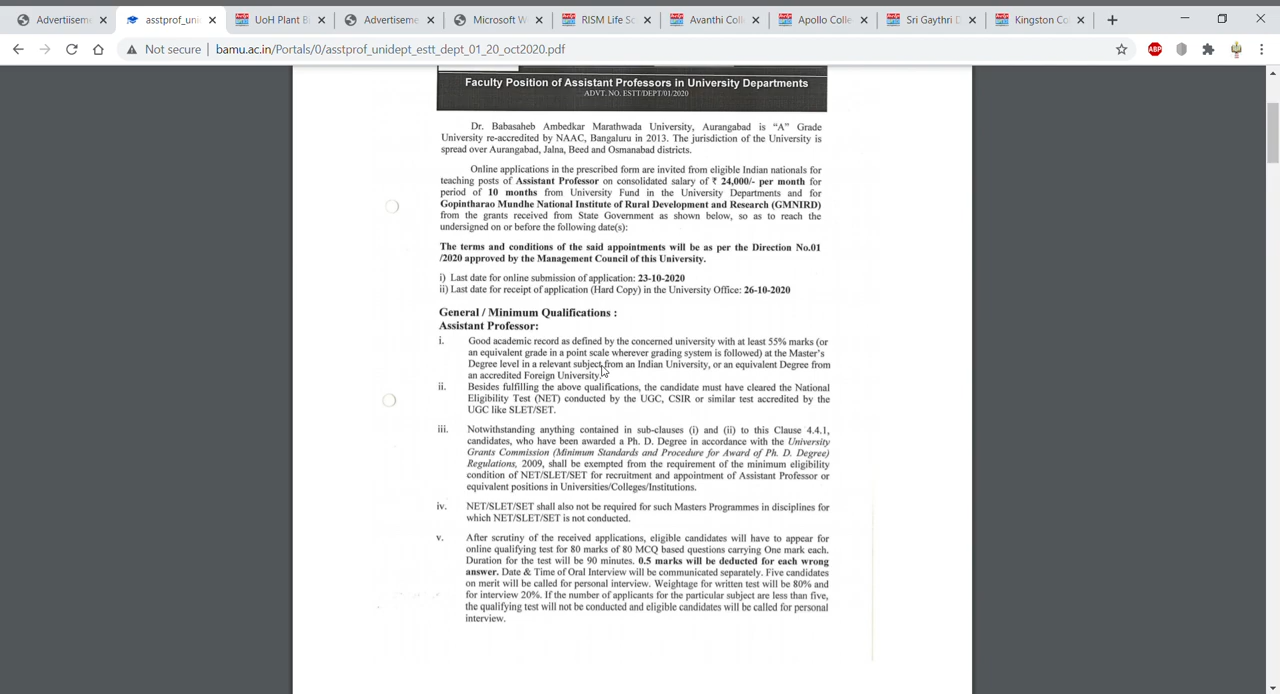 Advertiseme
asstprof_uni
UoH Plant Bi
Advertiseme
Microsoft W
RISM Life Sc
Avanthi Coll
Apollo Colle
Sri Gaythri D
Kingston Co
Not secure
bamu.ac.in/Portals/0/asstprof_unidept_estt_dept_01_20_oct2020.pdf
ABP
Faculty Position of Assistant Professors in University Departments
ADVT. NO. ESTT/DEPT/01/2020
Dr. Babasaheb Ambedkar Marathwada University, Aurangabad is “A” Grade
University re-accredited by NAAC, Bangaluru in 2013. The jurisdiction of the University is
spread over Aurangabad, Jalna, Beed and Osmanabad districts.
Online applications in the prescribed form are invited from eligible Indian nationals for
teaching posts of Assistant Professor on consolidated salary of ₹ 24,000/- per month for
period of 10 months from University Fund in the University Departments and for
Gopintharao Mundhe National Institute of Rural Development and Research (GMNIRD)
from the grants received from State Government as shown below, so as to reach the
undersigned on or before the following date(s):
The terms and conditions of the said appointments will be as per the Direction No.01
/2020 approved by the Management Council of this University.
i) Last date for online submission of application: 23-10-2020
ii) Last date for receipt of application (Hard Copy) in the University Office: 26-10-2020
General / Minimum Qualifications :
Assistant Professor:
i. Good academic record as defined by the concerned university with at least 55% marks (or
an equivalent grade in a point scale wherever grading system is followed) at the Master's
Degree level in a relevant subject from an Indian University, or an equivalent Degree from
an accredited Foreign University.
ii. Besides fulfilling the above qualifications, the candidate must have cleared the National
Eligibility Test (NET) conducted by the UGC, CSIR or similar test accredited by the
UGC like SLET/SET.
iii. Notwithstanding anything contained in sub-clauses (i) and (ii) to this Clause 4.4.1,
candidates, who have been awarded a Ph. D. Degree in accordance with the University
Grants Commission (Minimum Standards and Procedure for Award of Ph. D. Degree)
Regulations, 2009, shall be exempted from the requirement of the minimum eligibility
condition of NET/SLET/SET for recruitment and appointment of Assistant Professor or
equivalent positions in Universities/Colleges/Institutions.
iv. NET/SLET/SET shall also not be required for such Masters Programmes in disciplines for
which NET/SLET/SET is not conducted.
v. After scrutiny of the received applications, eligible candidates will have to appear for
online qualifying test for 80 marks of 80 MCQ based questions carrying One mark each.
Duration for the test will be 90 minutes. 0.5 marks will be deducted for each wrong
answer. Date & Time of Oral Interview will be communicated separately. Five candidates
on merit will be called for personal interview. Weightage for written test will be 80% and
for interview 20%. If the number of applicants for the particular subject are less than five,
the qualifying test will not be conducted and eligible candidates will be called for personal
interview.